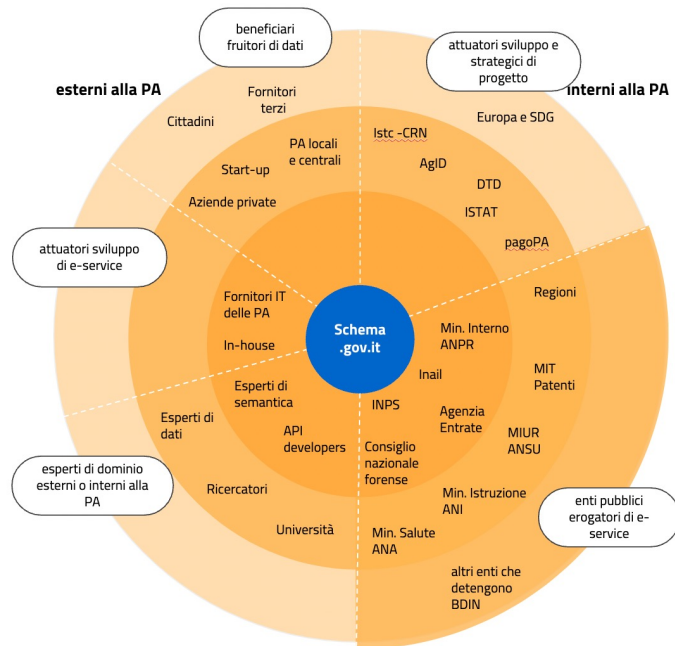 beneficiari
fruitori di dati
attuatori sviluppo e
strategici di
progetto
esterni alla PA
interni alla PA
Fornitori
terzi
Cittadini
Europa e SDG
Istc -CRN
PA locali
e centrali
AgID
Start-up
DTD
Aziende private
ISTAT
pagoPA
attuatori sviluppo
di e-service
Regioni
Fornitori IT
delle PA
In-house
Schema
.gov.it
Min. Interno
ANPR
MIT
Patenti
Inail
Esperti di
semantica
INPS
Agenzia
Entrate
Esperti di
dati
API
developers
MIUR
ANSU
Consiglio
nazionale
forense
esperti di dominio
esterni o interni alla
PA
Ricercatori
Min. Istruzione
ANI
enti pubblici
erogatori di e-
service
Università
Min. Salute
ANA
altri enti che
detengono
BDIN